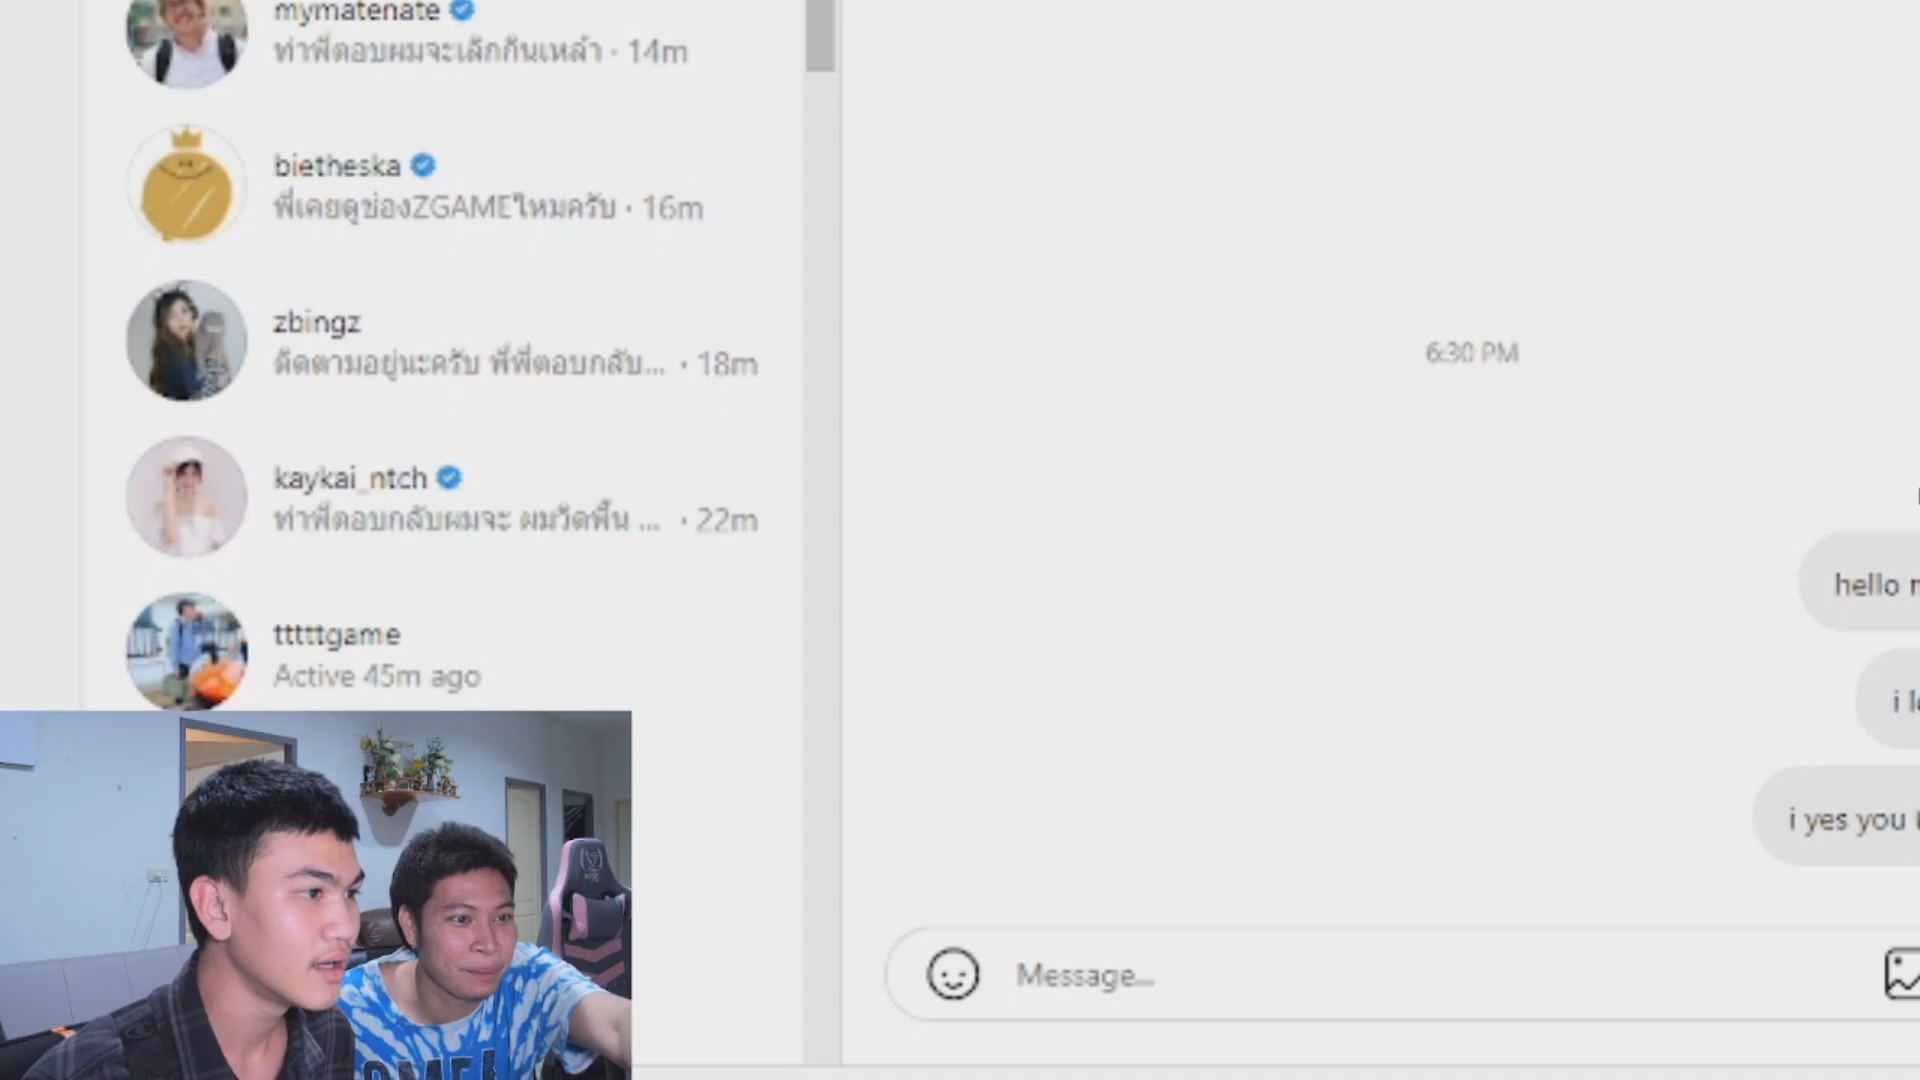 mymatenate
ท่าพี่ตอบผมจะเลิกกินเหล้า · 14m
bietheska
พี่เคยดูช่องZGAMEไหมครับ · 16m
zbingz
ติดตามอยู่นะครับ พี่พี่ตอบกลับ... · 18m
kaykai_ntch
ท่าพี่ตอบกลับผมจะ ผมวิดพื้น ... · 22m
tttttgame
Active 45m ago
6:30 PM
hello
i
i yes you
Message...